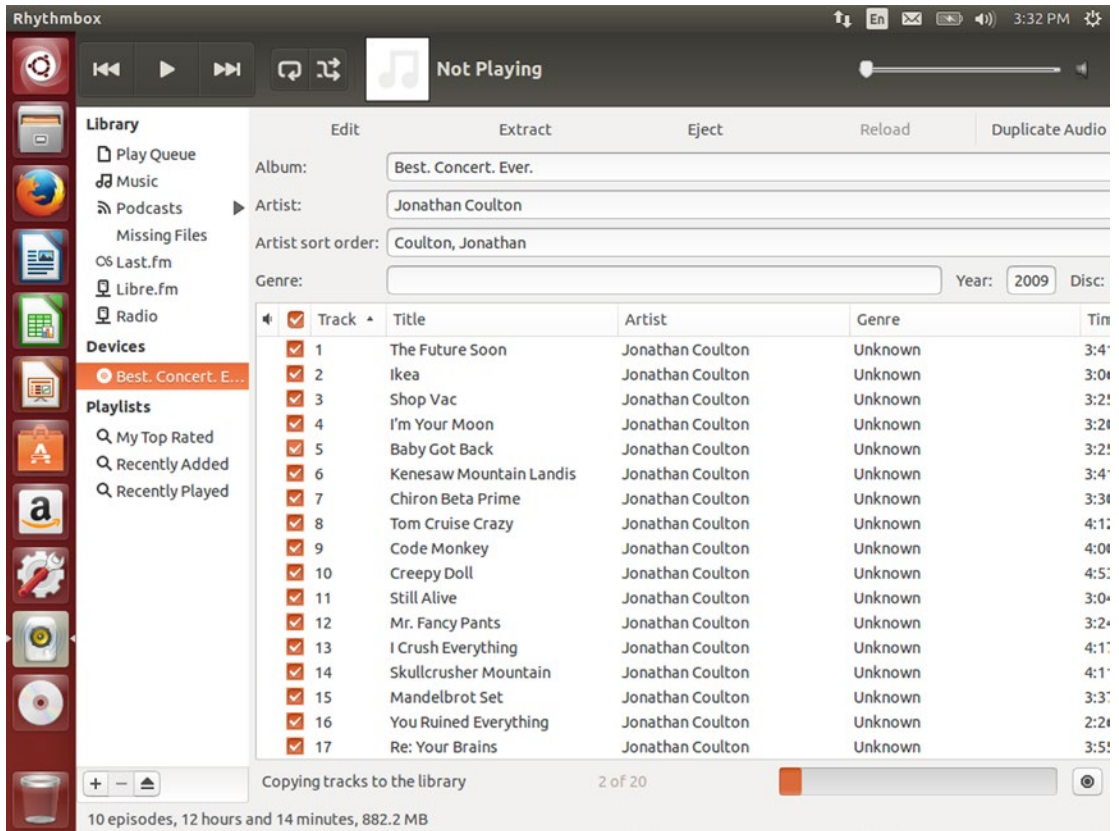 Rhythmbox En 3:32 PM
Not Playing
Library
Play Queue
Music
Podcasts
Missing Files
Last.fm
Libre.fm
Radio
Devices
Best. Concert. E...
Playlists
My Top Rated
Recently Added
Recently Played
Edit Extract Eject Reload Duplicate Audio
Album: Best. Concert. Ever.
Artist: Jonathan Coulton
Artist sort order: Coulton, Jonathan
Genre: Year: 2009 Disc:
Track Title Artist Genre
1 The Future Soon Jonathan Coulton Unknown
2 Ikea Jonathan Coulton Unknown
3 Shop Vac Jonathan Coulton Unknown
4 I'm Your Moon Jonathan Coulton Unknown
5 Baby Got Back Jonathan Coulton Unknown
6 Kenesaw Mountain Landis Jonathan Coulton Unknown
7 Chiron Beta Prime Jonathan Coulton Unknown
8 Tom Cruise Crazy Jonathan Coulton Unknown
9 Code Monkey Jonathan Coulton Unknown
10 Creepy Doll Jonathan Coulton Unknown
11 Still Alive Jonathan Coulton Unknown
12 Mr. Fancy Pants Jonathan Coulton Unknown
13 I Crush Everything Jonathan Coulton Unknown
14 Skullcrusher Mountain Jonathan Coulton Unknown
15 Mandelbrot Set Jonathan Coulton Unknown
16 You Ruined Everything Jonathan Coulton Unknown
17 Re: Your Brains Jonathan Coulton Unknown
Copying tracks to the library 2 of 20
10 episodes, 12 hours and 14 minutes, 882.2 MB